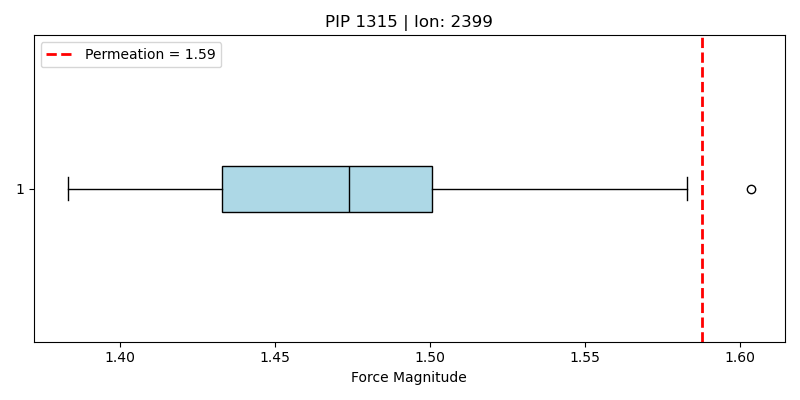 PIP 1315 | Ion: 2399
Permeation = 1.59
1
1.40 1.45 1.50 1.55 1.60
Force Magnitude